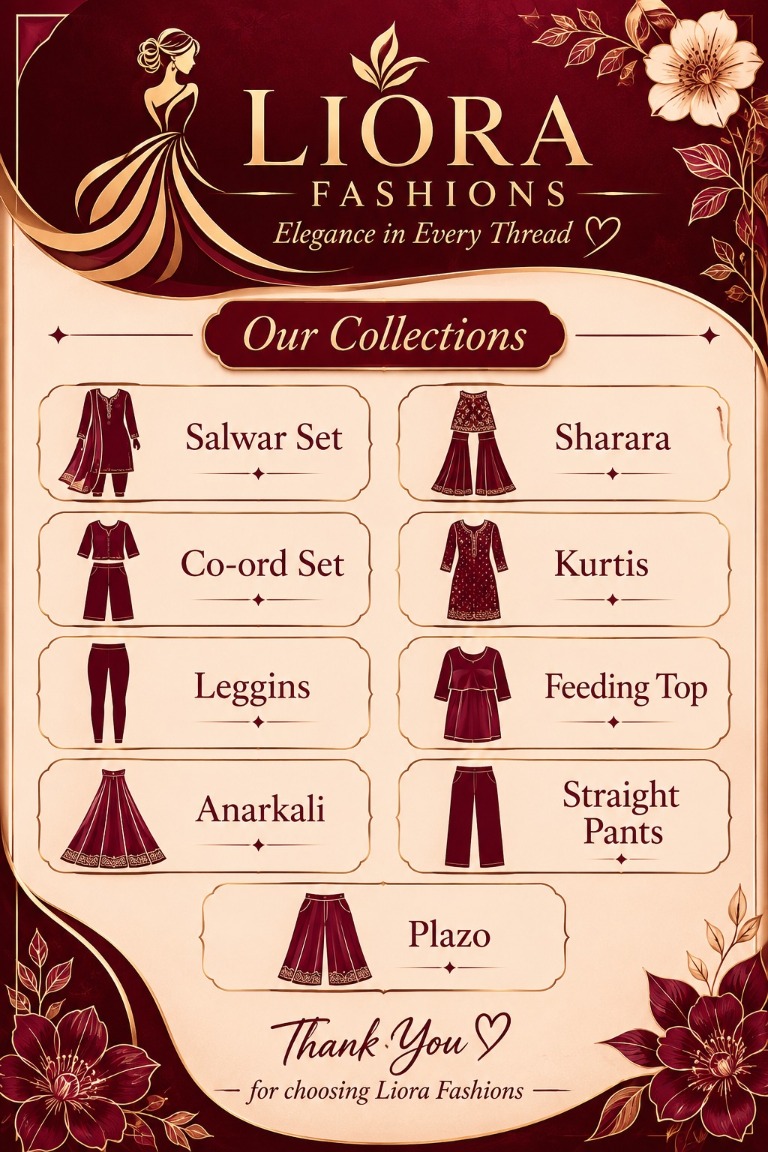 LIORA
FASHIONS
Elegance in Every Thread
Our Collections
Salwar Set
Sharara
Co-ord Set
Kurtis
Leggins
Feeding Top
Anarkali
Straight
Pants
Plazo
Thank You
for choosing Liora Fashions